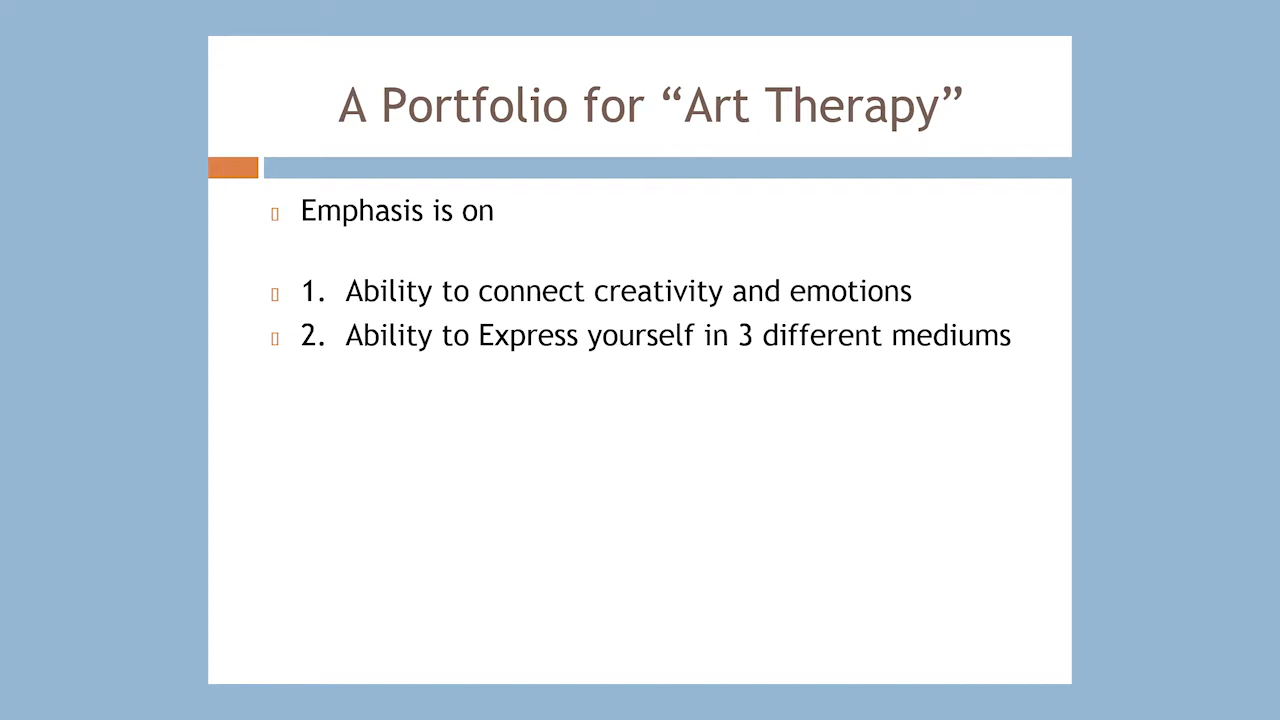 A Portfolio for “Art Therapy”
Emphasis is on
1. Ability to connect creativity and emotions
2. Ability to Express yourself in 3 different mediums